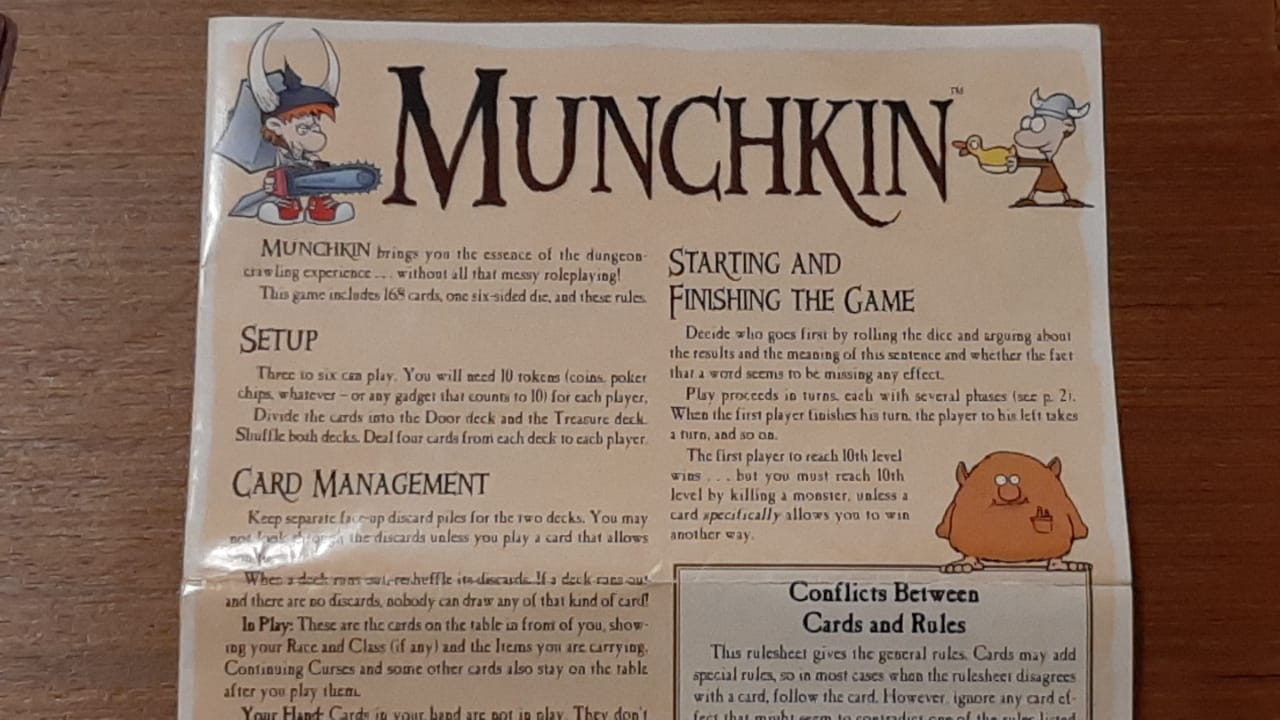 MUNCHKIN™
MUNCHKIN brings you the essence of the dungeon-
crawling experience . . . without all that messy roleplaying!
This game includes 168 cards, one six-sided die, and these rules.
SETUP
Three to six can play. You will need 10 tokens (coins, poker
chips, whatever – or any gadget that counts to 10) for each player.
Divide the cards into the Door deck and the Treasure deck.
Shuffle both decks. Deal four cards from each deck to each player.
CARD MANAGEMENT
Keep separate face-up discard piles for the two decks. You may
not look through the discards unless you play a card that allows
When a deck runs out, reshuffle its discards. If a deck runs out
and there are no discards, nobody can draw any of that kind of card!
In Play: These are the cards on the table in front of you, show-
ing your Race and Class (if any) and the Items you are carrying.
Continuing Curses and some other cards also stay on the table
after you play them.
Your Hand: Cards in your hand are not in play. They don't
STARTING AND
FINISHING THE GAME
Decide who goes first by rolling the dice and arguing about
the results and the meaning of this sentence and whether the fact
that a word seems to be missing any effect.
Play proceeds in turns, each with several phases (see p. 2).
When the first player finishes his turn, the player to his left takes
a turn, and so on.
The first player to reach 10th level
wins . . . but you must reach 10th
level by killing a monster, unless a
card specifically allows you to win
another way.
Conflicts Between
Cards and Rules
This rulesheet gives the general rules. Cards may add
special rules, so in most cases when the rulesheet disagrees
with a card, follow the card. However, ignore any card ef-
fect that might seem to contradict one of the rules listed